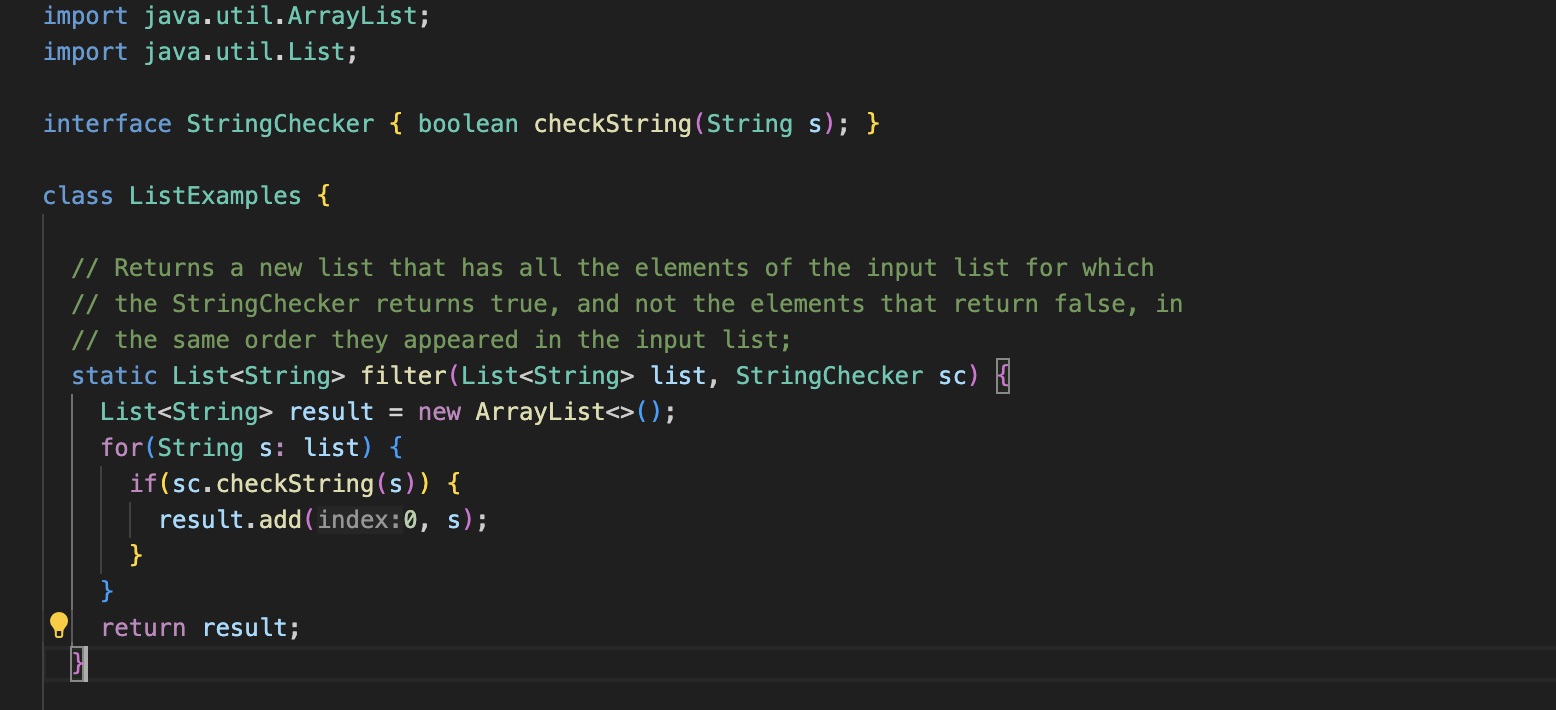 import java.util.ArrayList;
import java.util.List;
interface StringChecker { boolean checkString(String s); }
class ListExamples {
// Returns a new list that has all the elements of the input list for which
// the StringChecker returns true, and not the elements that return false, in
// the same order they appeared in the input list;
static List<String> filter(List<String> list, StringChecker sc) {
List<String> result = new ArrayList<>();
for(String s: list) {
if(sc.checkString(s)) {
result.add(index:0, s);
}
}
return result;
}